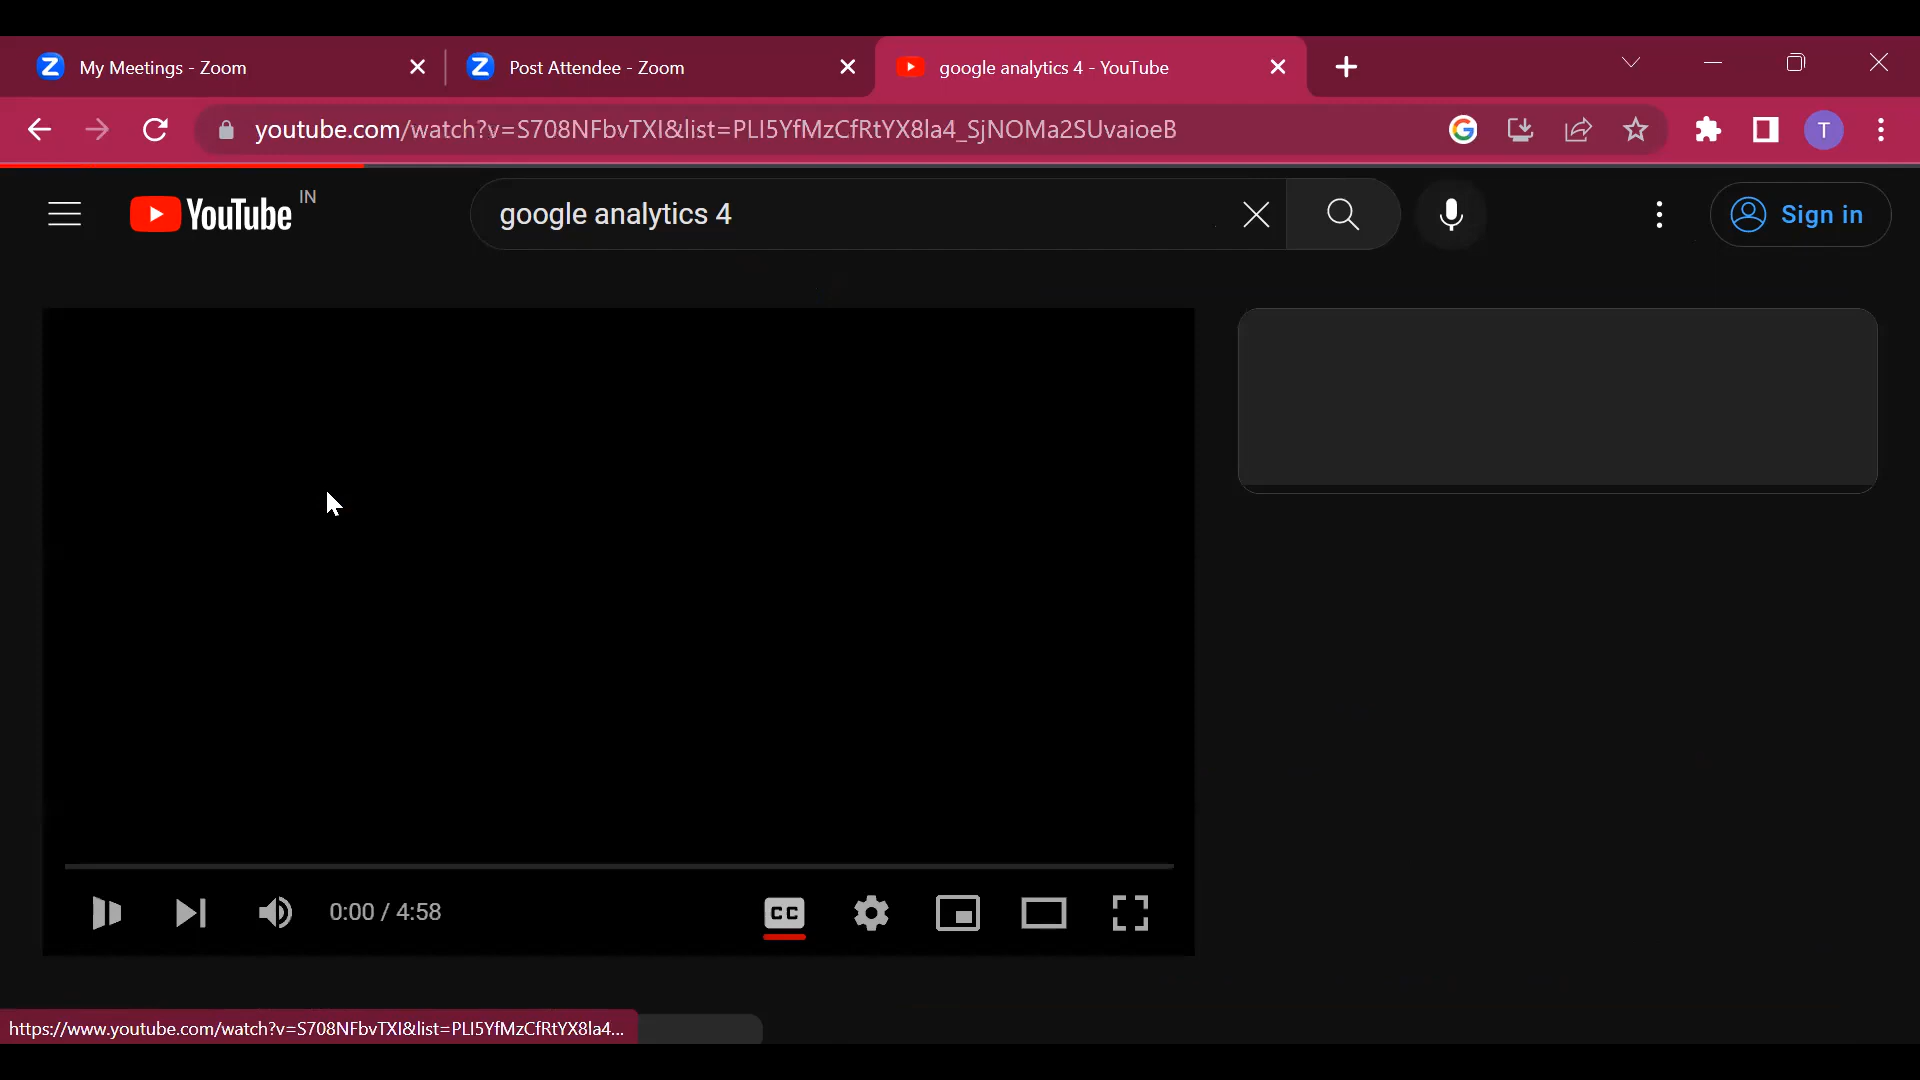 My Meetings - Zoom
Post Attendee - Zoom
google analytics 4 - YouTube
youtube.com/watch?v=S708NFbvTXI&list=PLI5YfMzCfRtYX8la4_SjNOMa2SUvaioeB
T
YouTube IN
google analytics 4
Sign in
0:00 / 4:58
CC
https://www.youtube.com/watch?v=S708NFbvTXI&list=PLI5YfMzCfRtYX8la4...